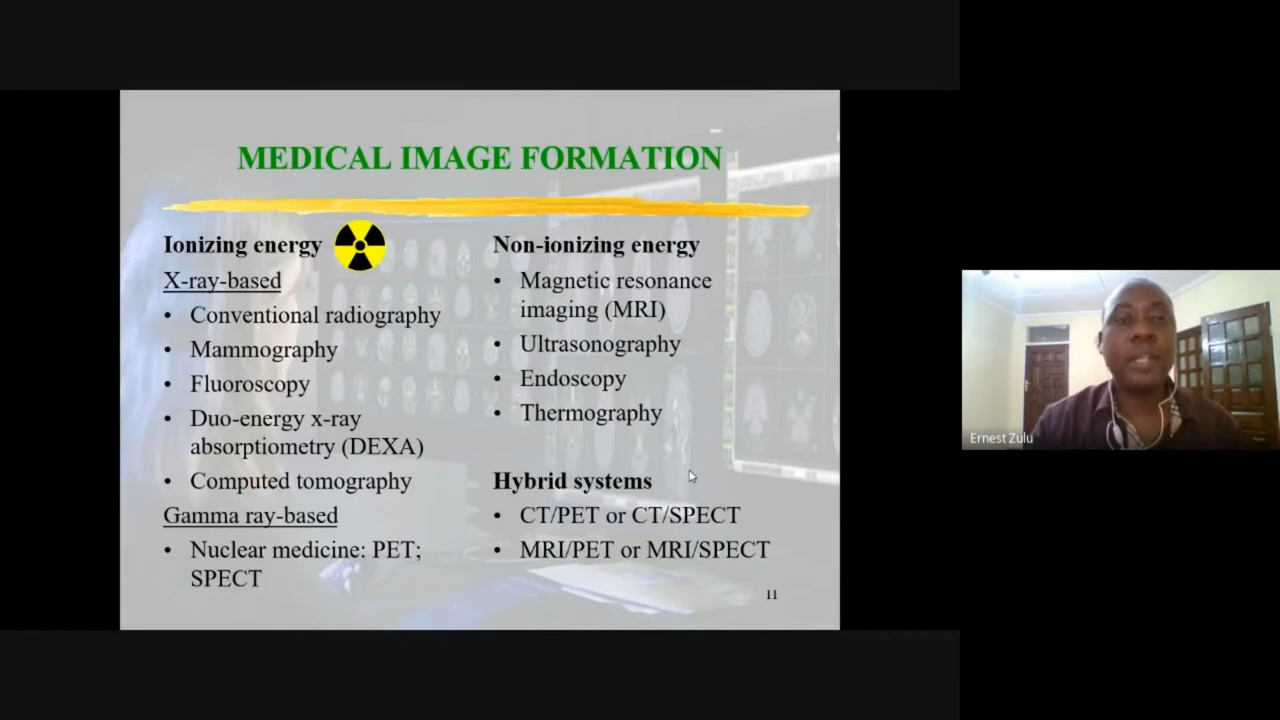 MEDICAL IMAGE FORMATION
Ionizing energy
X-ray-based
• Conventional radiography
• Mammography
• Fluoroscopy
• Duo-energy x-ray
absorptiometry (DEXA)
• Computed tomography
Gamma ray-based
• Nuclear medicine: PET;
SPECT
Non-ionizing energy
• Magnetic resonance
imaging (MRI)
• Ultrasonography
• Endoscopy
• Thermography
Hybrid systems
• CT/PET or CT/SPECT
• MRI/PET or MRI/SPECT
11
Ernest Zulu